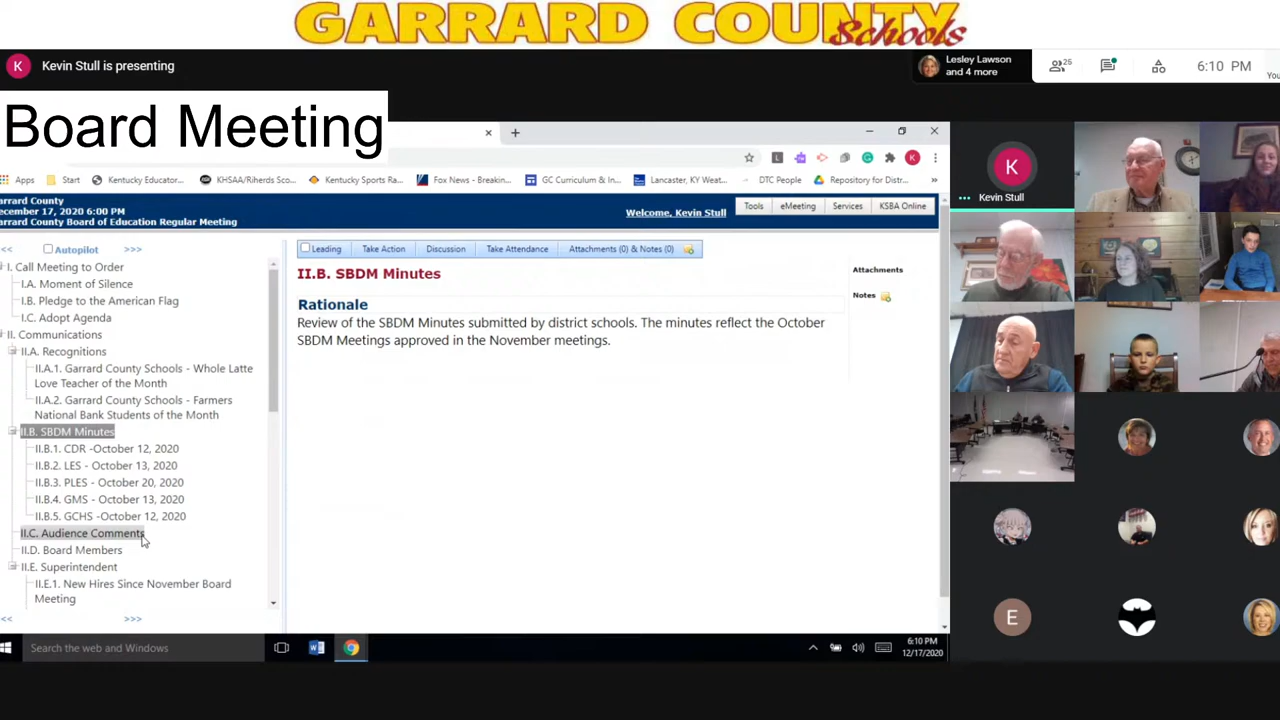 GARRARD COUNTY
Schools
K
Kevin Stull is presenting
Lesley Lawson
and 4 more
25
6:10 PM
You
Board Meeting
Apps
Start
Kentucky Educator...
KHSAA/Riherds Sco...
Kentucky Sports Ra...
Fox News - Breakin...
GC Curriculum & In...
Lancaster, KY Weat...
DTC People
Repository for Distr...
»
arrard County
ecember 17, 2020 6:00 PM
arrard County Board of Education Regular Meeting
Welcome, Kevin Stull
Tools
eMeeting
Services
KSBA Online
<<
Autopilot
>>>
Leading
Take Action
Discussion
Take Attendance
Attachments (0) & Notes (0)
I. Call Meeting to Order
I.A. Moment of Silence
I.B. Pledge to the American Flag
I.C. Adopt Agenda
II. Communications
II.A. Recognitions
II.A.1. Garrard County Schools - Whole Latte
Love Teacher of the Month
II.A.2. Garrard County Schools - Farmers
National Bank Students of the Month
II.B. SBDM Minutes
II.B.1. CDR -October 12, 2020
II.B.2. LES - October 13, 2020
II.B.3. PLES - October 20, 2020
II.B.4. GMS - October 13, 2020
II.B.5. GCHS -October 12, 2020
II.C. Audience Comments
II.D. Board Members
II.E. Superintendent
II.E.1. New Hires Since November Board
Meeting
<<
>>>
II.B. SBDM Minutes
Rationale
Review of the SBDM Minutes submitted by district schools. The minutes reflect the October
SBDM Meetings approved in the November meetings.
Attachments
Notes
K
Kevin Stull
E
Search the web and Windows
6:10 PM
12/17/2020